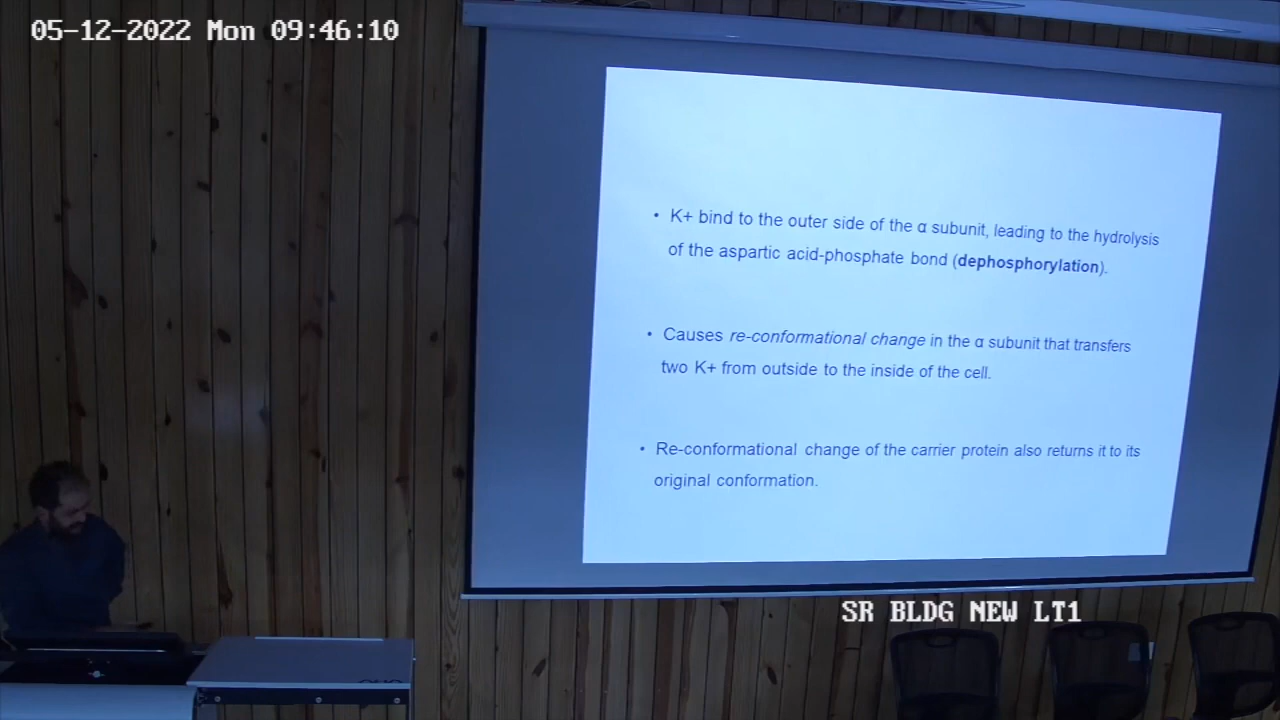 05-12-2022 Mon 09:46:10
• K+ bind to the outer side of the α subunit, leading to the hydrolysis
of the aspartic acid-phosphate bond (dephosphorylation).
• Causes re-conformational change in the α subunit that transfers
two K+ from outside to the inside of the cell.
• Re-conformational change of the carrier protein also returns it to its
original conformation.
SR BLDG NEW LT1